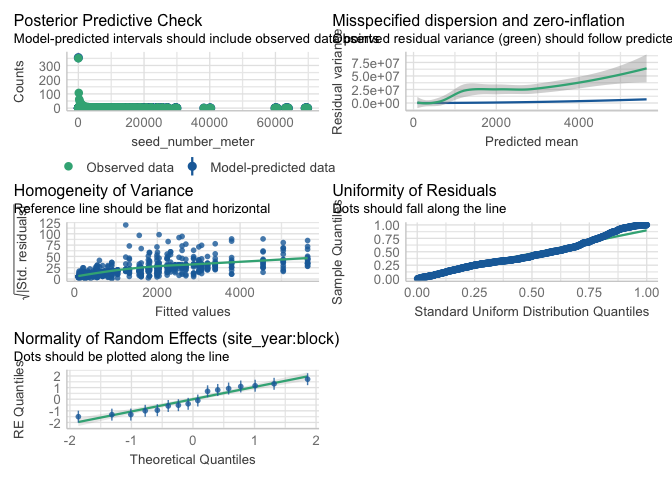 Posterior Predictive Check
Model-predicted intervals should include observed data points
Counts
300
200
100
0
0
20000
40000
60000
seed_number_meter
Observed data
Model-predicted data
Misspecified dispersion and zero-inflation
Observed residual variance (green) should follow predicte
Residual variance
7.5e+07
5.0e+07
2.5e+07
0.0e+00
0
2000
4000
Predicted mean
Homogeneity of Variance
Reference line should be flat and horizontal
√|Std. residuals|
125
100
75
50
25
0
0
2000
4000
Fitted values
Uniformity of Residuals
Dots should fall along the line
Sample Quantiles
1.00
0.75
0.50
0.25
0.00
0.00
0.25
0.50
0.75
1.00
Standard Uniform Distribution Quantiles
Normality of Random Effects (site_year:block)
Dots should be plotted along the line
RE Quantiles
2
1
0
-1
-2
-2
-1
0
1
2
Theoretical Quantiles